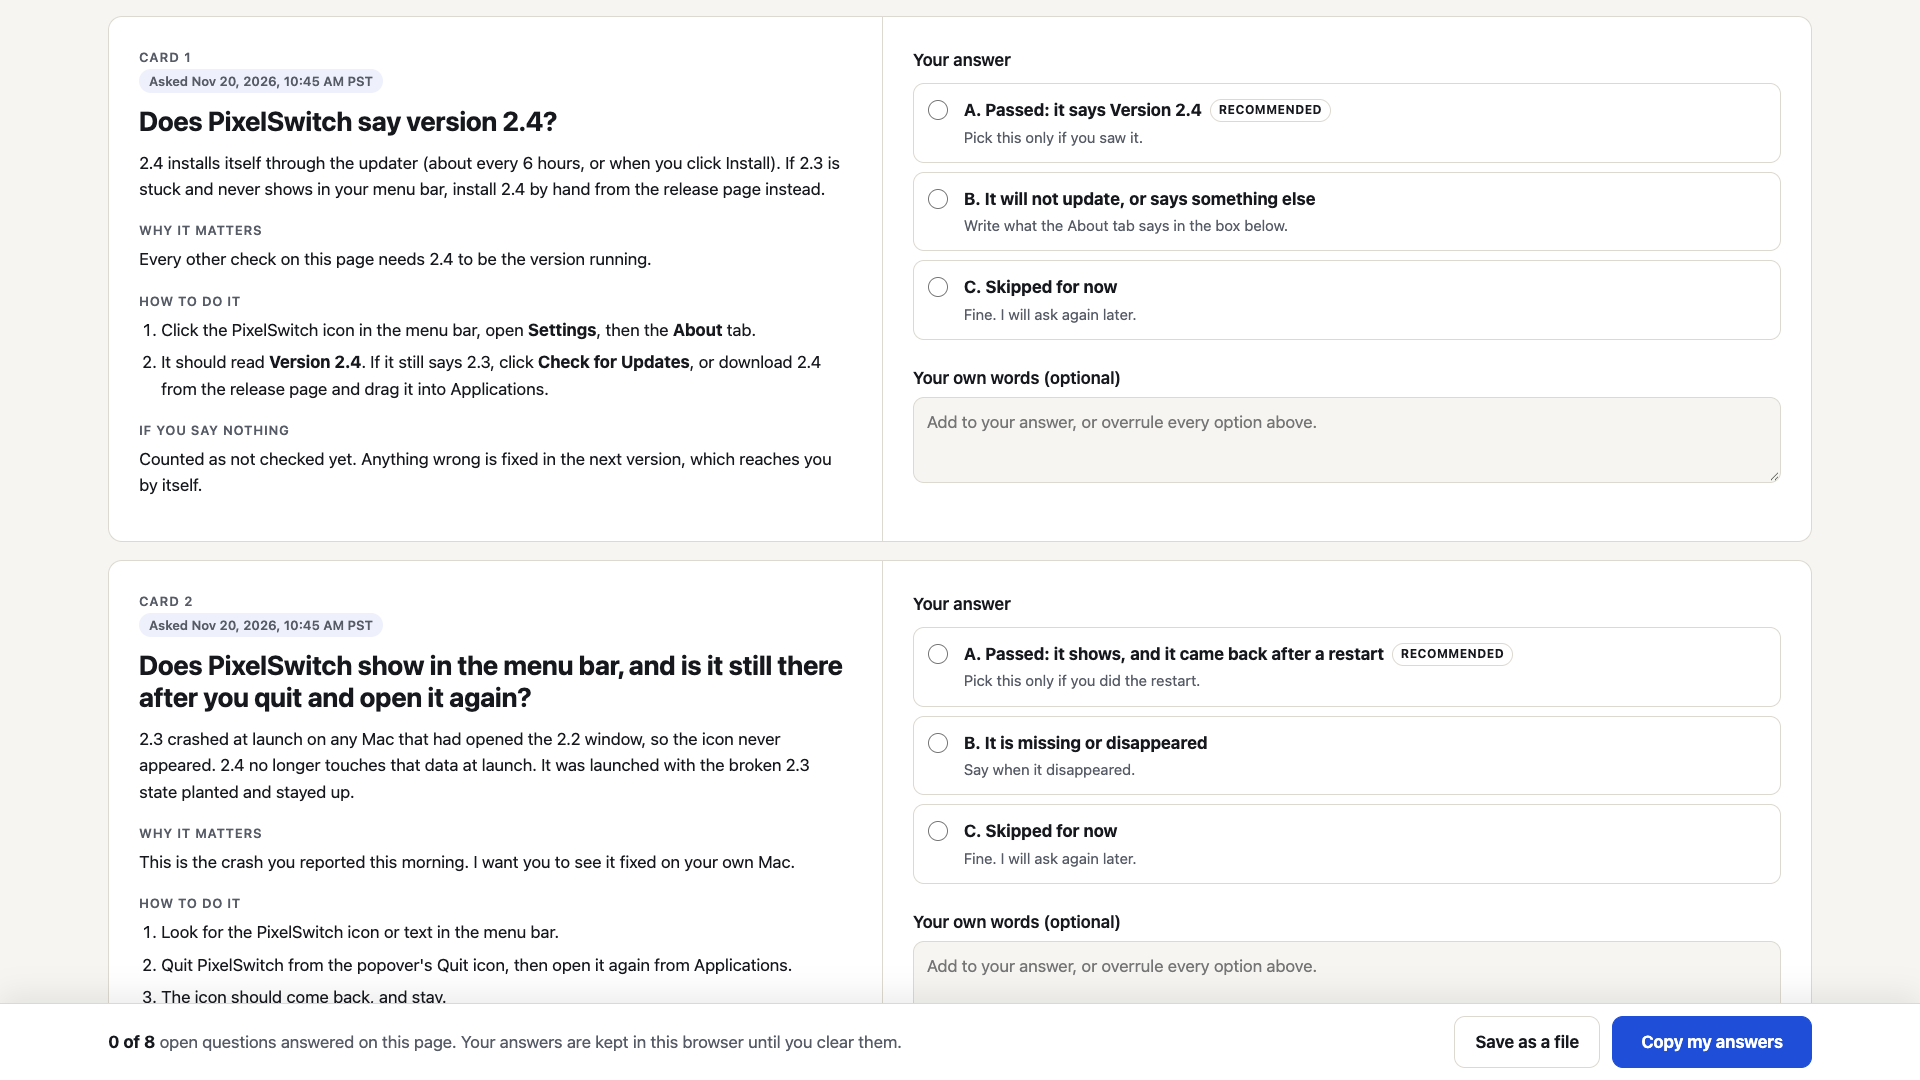 CARD 1
Asked Nov 20, 2026, 10:45 AM PST
Does PixelSwitch say version 2.4?
2.4 installs itself through the updater (about every 6 hours, or when you click Install). If 2.3 is
stuck and never shows in your menu bar, install 2.4 by hand from the release page instead.
WHY IT MATTERS
Every other check on this page needs 2.4 to be the version running.
HOW TO DO IT
1. Click the PixelSwitch icon in the menu bar, open Settings, then the About tab.
2. It should read Version 2.4. If it still says 2.3, click Check for Updates, or download 2.4
from the release page and drag it into Applications.
IF YOU SAY NOTHING
Counted as not checked yet. Anything wrong is fixed in the next version, which reaches you
by itself.
Your answer
A. Passed: it says Version 2.4 RECOMMENDED
Pick this only if you saw it.
B. It will not update, or says something else
Write what the About tab says in the box below.
C. Skipped for now
Fine. I will ask again later.
Your own words (optional)
Add to your answer, or overrule every option above.
CARD 2
Asked Nov 20, 2026, 10:45 AM PST
Does PixelSwitch show in the menu bar, and is it still there
after you quit and open it again?
2.3 crashed at launch on any Mac that had opened the 2.2 window, so the icon never
appeared. 2.4 no longer touches that data at launch. It was launched with the broken 2.3
state planted and stayed up.
WHY IT MATTERS
This is the crash you reported this morning. I want you to see it fixed on your own Mac.
HOW TO DO IT
1. Look for the PixelSwitch icon or text in the menu bar.
2. Quit PixelSwitch from the popover's Quit icon, then open it again from Applications.
3. The icon should come back, and stay.
Your answer
A. Passed: it shows, and it came back after a restart RECOMMENDED
Pick this only if you did the restart.
B. It is missing or disappeared
Say when it disappeared.
C. Skipped for now
Fine. I will ask again later.
Your own words (optional)
Add to your answer, or overrule every option above.
0 of 8 open questions answered on this page. Your answers are kept in this browser until you clear them.
Save as a file
Copy my answers